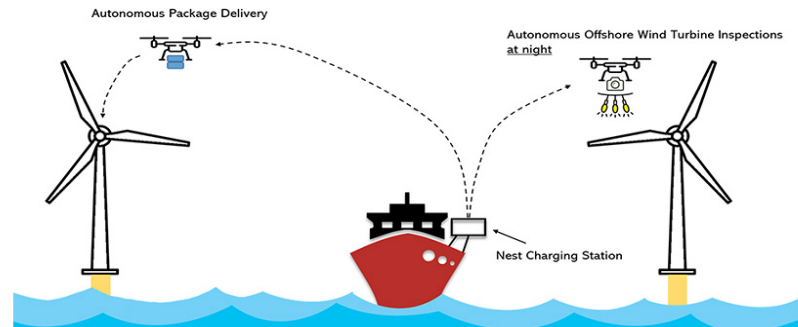 Autonomous Package Delivery
Autonomous Offshore Wind Turbine Inspections
at night
Nest Charging Station